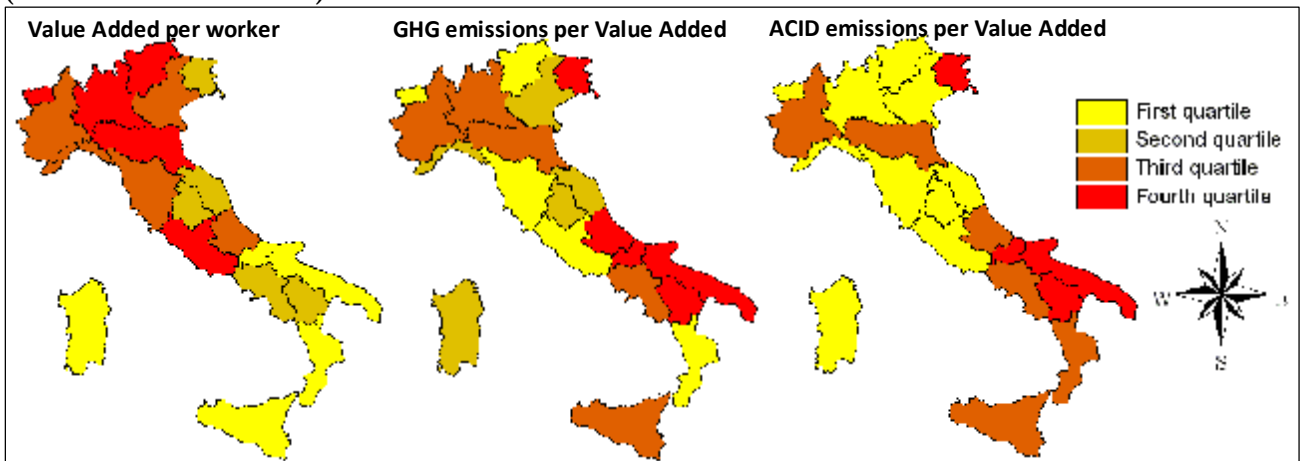 Value Added per worker
GHG emissions per Value Added
ACID emissions per Value Added
First quartile
Second quartile
Third quartile
Fourth quartile
N
W
S